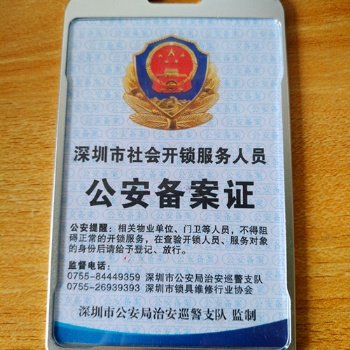 深圳市社会开锁服务人员
公安备案证
公安提醒：相关物业单位、门卫等人员，不得阻
碍正常的开锁服务，在查验开锁人员、服务对象
的身份后请给予登记、放行。
监督电话：
0755-84449359 深圳市公安局治安巡警支队
0755-26939393 深圳市锁具维修行业协会
深圳市公安局治安巡警支队 监制